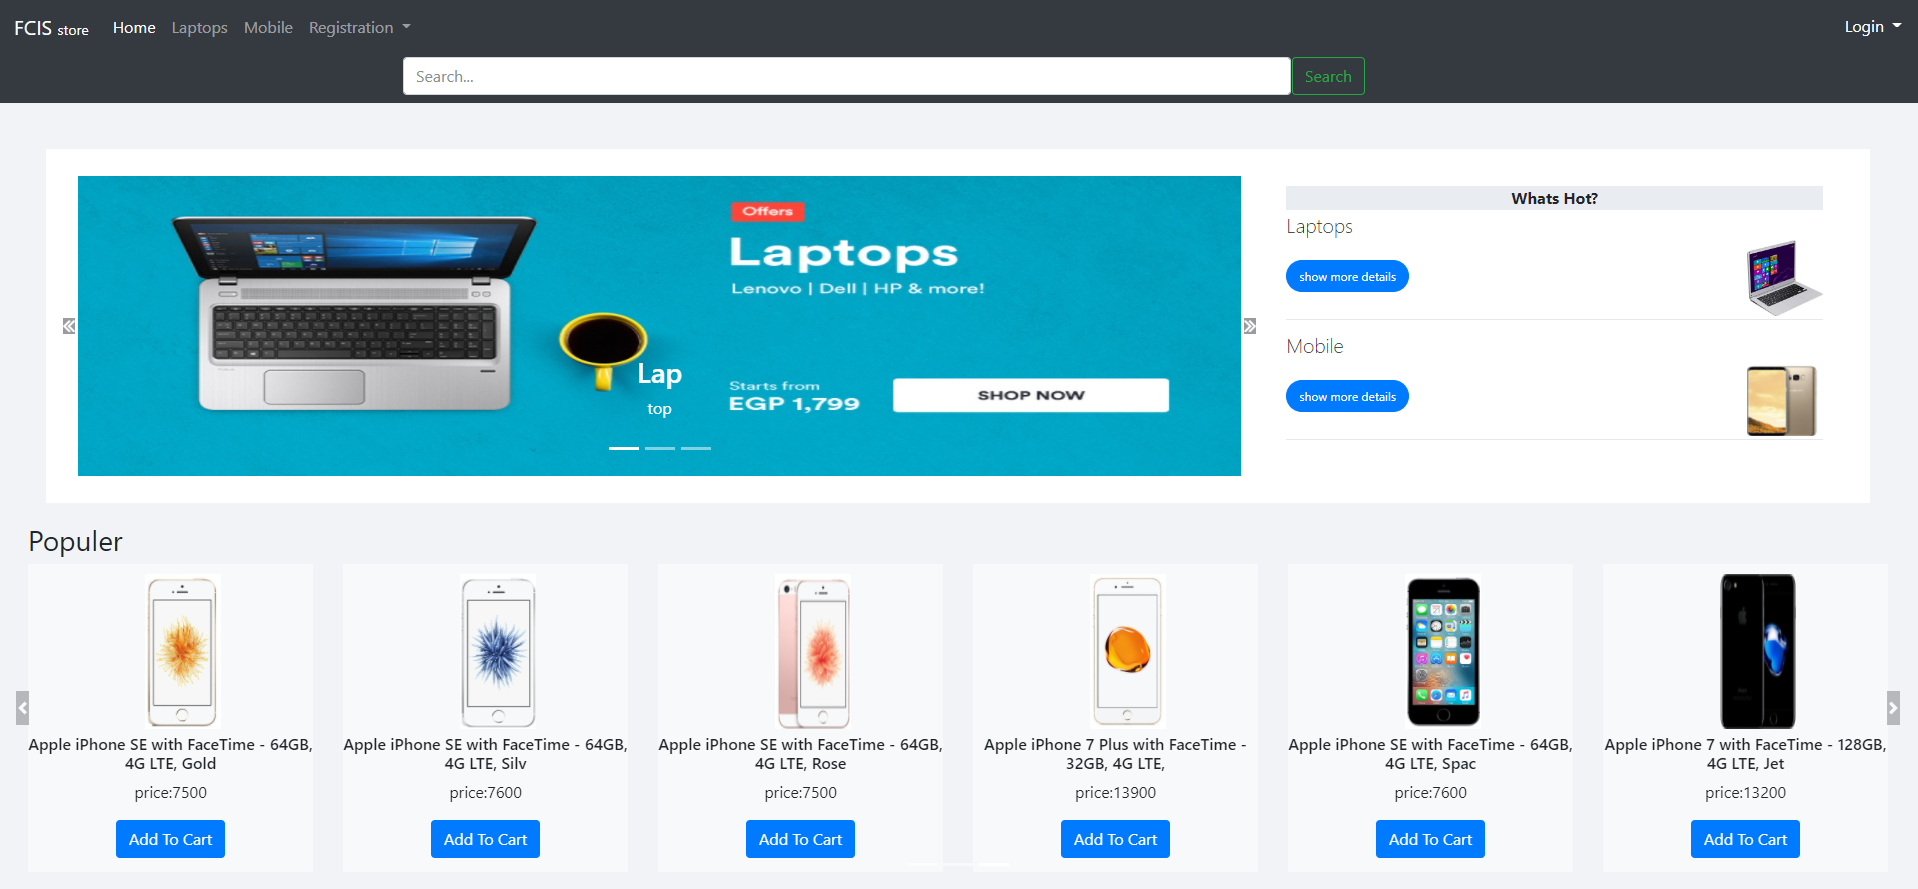 FCIS store Home Laptops Mobile Registration Login
Search... Search
Offers
Laptops
Lenovo | Dell | HP & more!
Lap
top
Starts from
EGP 1,799
SHOP NOW
Whats Hot?
Laptops
show more details
Mobile
show more details
Populer
Apple iPhone SE with FaceTime - 64GB,
4G LTE, Gold
price:7500
Add To Cart
Apple iPhone SE with FaceTime - 64GB,
4G LTE, Silv
price:7600
Add To Cart
Apple iPhone SE with FaceTime - 64GB,
4G LTE, Rose
price:7500
Add To Cart
Apple iPhone 7 Plus with FaceTime -
32GB, 4G LTE,
price:13900
Add To Cart
Apple iPhone SE with FaceTime - 64GB,
4G LTE, Spac
price:7600
Add To Cart
Apple iPhone 7 with FaceTime - 128GB,
4G LTE, Jet
price:13200
Add To Cart